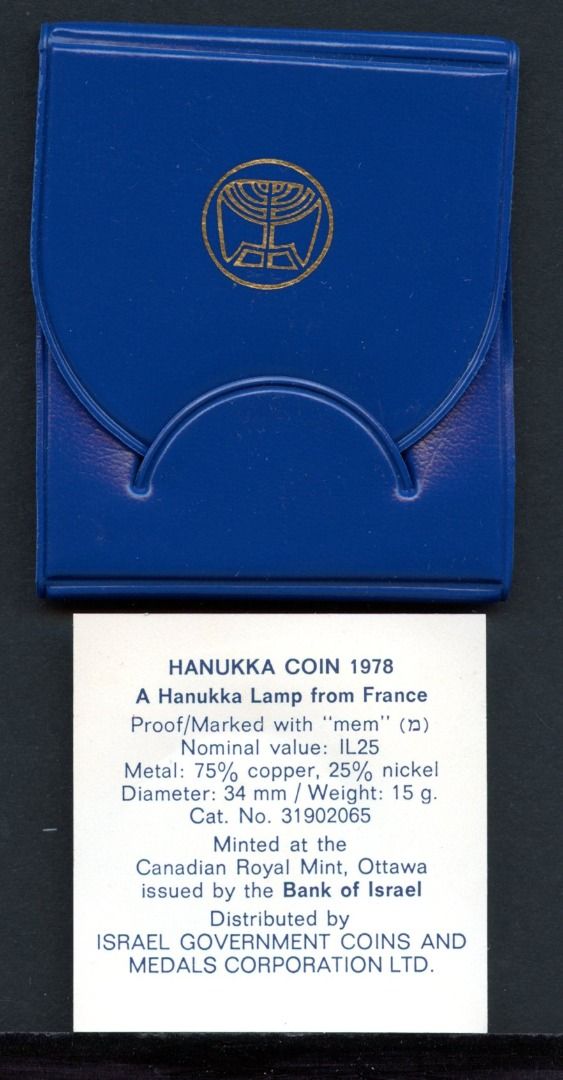 HANUKKA COIN 1978
A Hanukka Lamp from France
Proof/Marked with "mem" (מ)
Nominal value: IL25
Metal: 75% copper, 25% nickel
Diameter: 34 mm / Weight: 15 g.
Cat. No. 31902065
Minted at the
Canadian Royal Mint, Ottawa
issued by the Bank of Israel
Distributed by
ISRAEL GOVERNMENT COINS AND
MEDALS CORPORATION LTD.